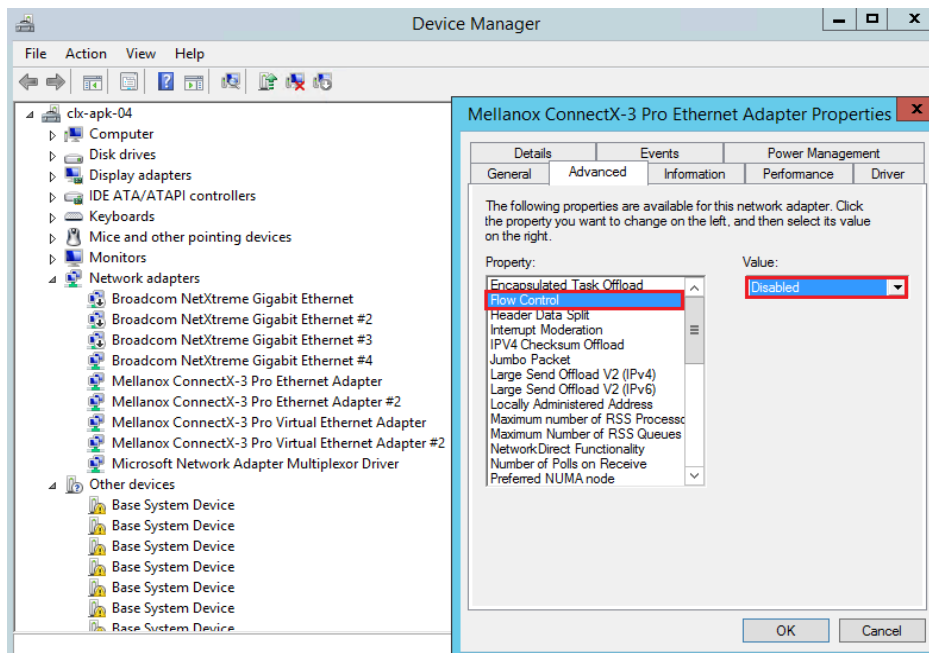 Device Manager
File Action View Help
clx-apk-04
Computer
Disk drives
Display adapters
IDE ATA/ATAPI controllers
Keyboards
Mice and other pointing devices
Monitors
Network adapters
Broadcom NetXtreme Gigabit Ethernet
Broadcom NetXtreme Gigabit Ethernet #2
Broadcom NetXtreme Gigabit Ethernet #3
Broadcom NetXtreme Gigabit Ethernet #4
Mellanox ConnectX-3 Pro Ethernet Adapter
Mellanox ConnectX-3 Pro Ethernet Adapter #2
Mellanox ConnectX-3 Pro Virtual Ethernet Adapter
Mellanox ConnectX-3 Pro Virtual Ethernet Adapter #2
Microsoft Network Adapter Multiplexor Driver
Other devices
Base System Device
Base System Device
Base System Device
Base System Device
Base System Device
Base System Device
Base System Device
Mellanox ConnectX-3 Pro Ethernet Adapter Properties
Details Events Power Management
General Advanced Information Performance Driver
The following properties are available for this network adapter. Click
the property you want to change on the left, and then select its value
on the right.
Property: Value:
Encapsulated Task Offload Disabled
Flow Control
Header Data Split
Interrupt Moderation
IPV4 Checksum Offload
Jumbo Packet
Large Send Offload V2 (IPv4)
Large Send Offload V2 (IPv6)
Locally Administered Address
Maximum number of RSS Processo
Maximum Number of RSS Queues
NetworkDirect Functionality
Number of Polls on Receive
Preferred NUMA node
OK Cancel